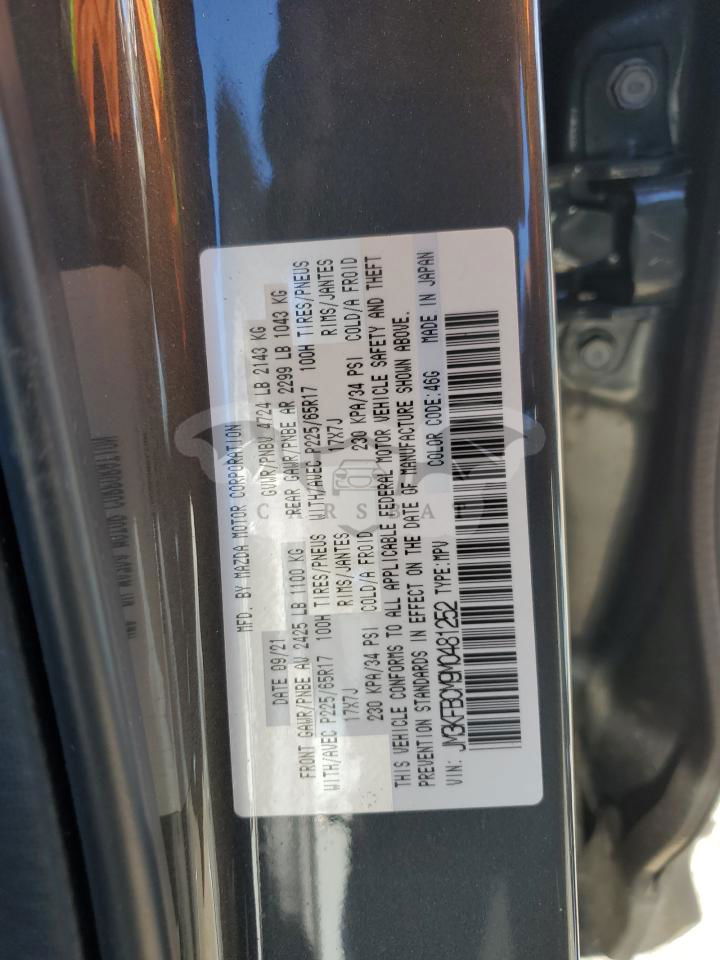 MFD. BY MAZDA MOTOR CORPORATION
DATE 09/21 GVWR/PNBV 4724 LB 2143 KG
FRONT GAWR/PNBE AV 2425 LB 1100 KG REAR GAWR/PNBE AR 2299 LB 1043 KG
WITH/AVEC P225/65R17 100H TIRES/PNEUS WITH/AVEC P225/65R17 100H TIRES/PNEUS
17X7J RIMS/JANTES 17X7J RIMS/JANTES
230 KPA/34 PSI COLD/A FROID 230 KPA/34 PSI COLD/A FROID
THIS VEHICLE CONFORMS TO ALL APPLICABLE FEDERAL MOTOR VEHICLE SAFETY AND THEFT
PREVENTION STANDARDS IN EFFECT ON THE DATE OF MANUFACTURE SHOWN ABOVE.
VIN: JM3KFBCM9M0481252 TYPE:MPV COLOR CODE:46G MADE IN JAPAN
CARSBAT